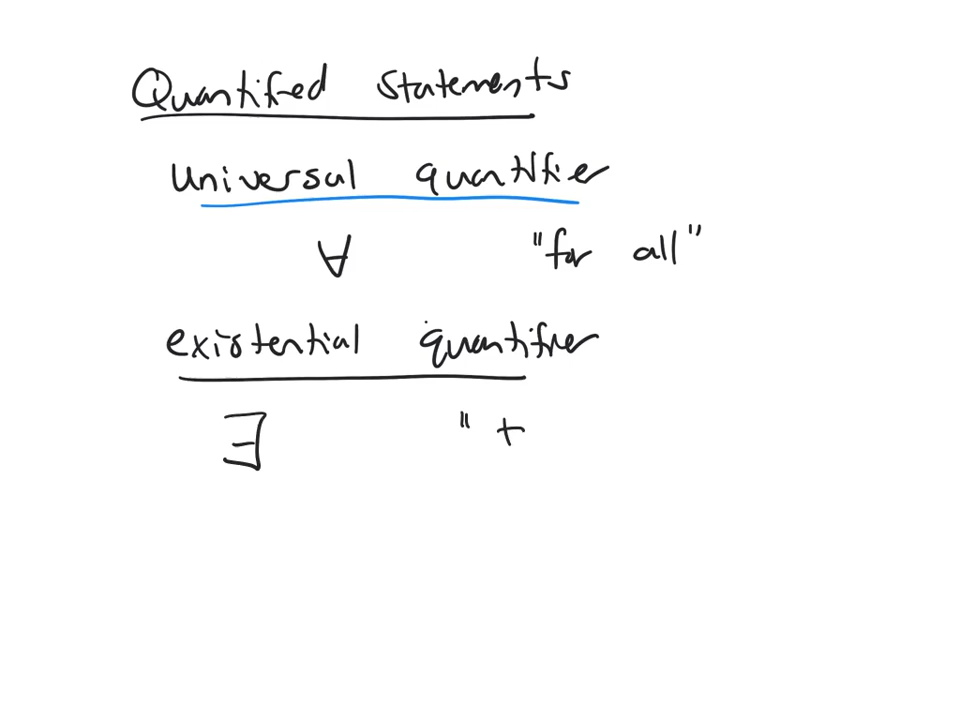 Quantified statements
universal quantifier
∀ "for all"
existential quantifier
∃ " t